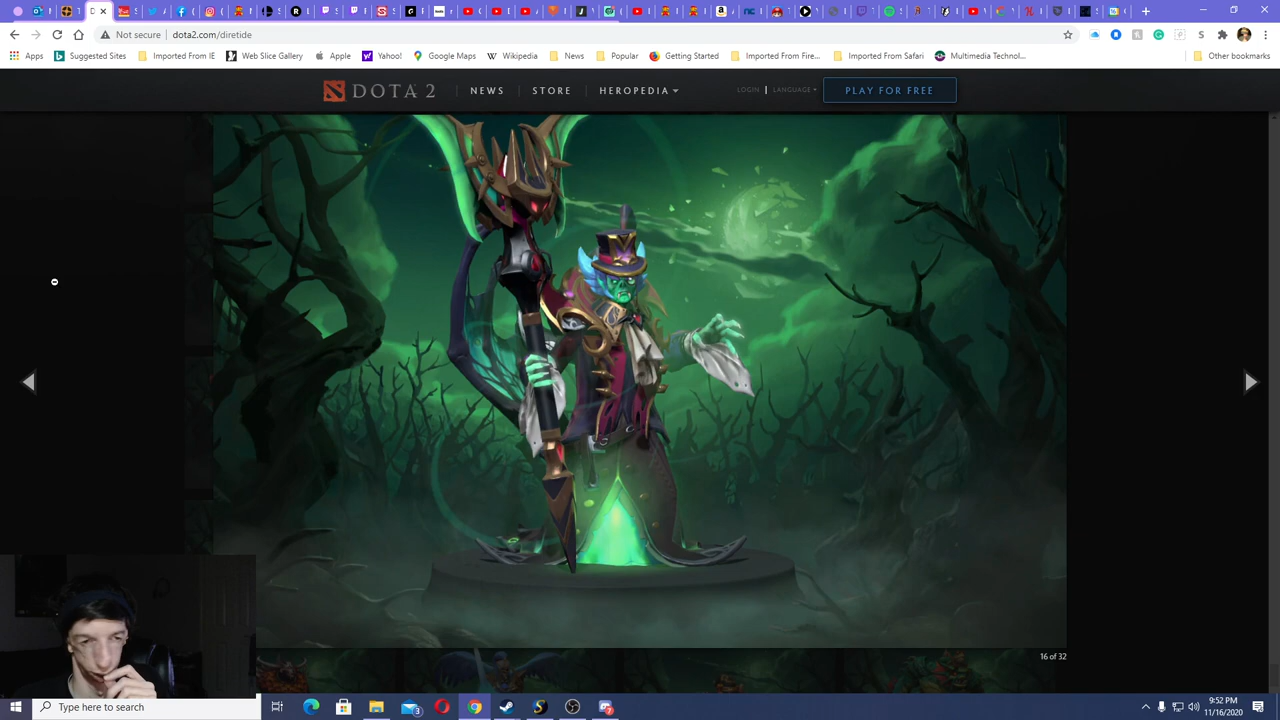 Not secure
dota2.com/diretide
Apps
Suggested Sites
Imported From IE
Web Slice Gallery
Apple
Yahoo!
Google Maps
Wikipedia
News
Popular
Getting Started
Imported From Fire...
Imported From Safari
Multimedia Technol...
Other bookmarks
DOTA 2
NEWS
STORE
HEROPEDIA
LOGIN
LANGUAGE
PLAY FOR FREE
16 of 32
Type here to search
9:52 PM
11/16/2020